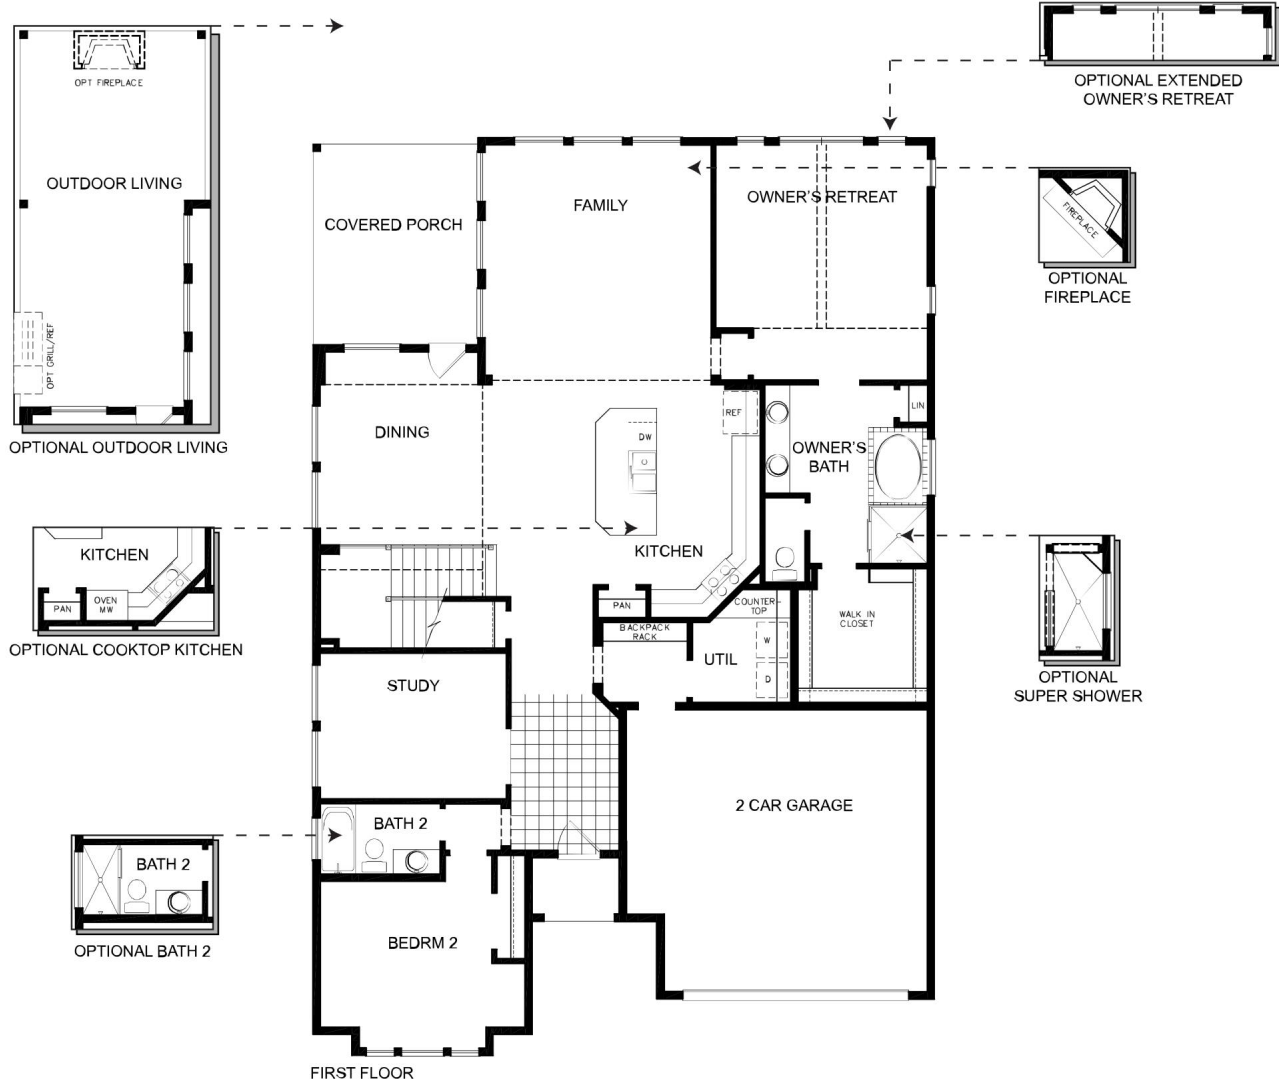 OPT FIREPLACE
OUTDOOR LIVING
OPT GRILL/REF
OPTIONAL OUTDOOR LIVING
OPTIONAL EXTENDED
OWNER'S RETREAT
FIREPLACE
OPTIONAL
FIREPLACE
COVERED PORCH
FAMILY
OWNER'S RETREAT
DINING
REF
DW
LIN
OWNER'S
BATH
KITCHEN
KITCHEN
PAN
OVEN
MW
OPTIONAL COOKTOP KITCHEN
PAN
COUNTER
TOP
BACKPACK
RACK
W
D
UTIL
WALK IN
CLOSET
OPTIONAL
SUPER SHOWER
STUDY
2 CAR GARAGE
BATH 2
BATH 2
OPTIONAL BATH 2
BEDRM 2
FIRST FLOOR